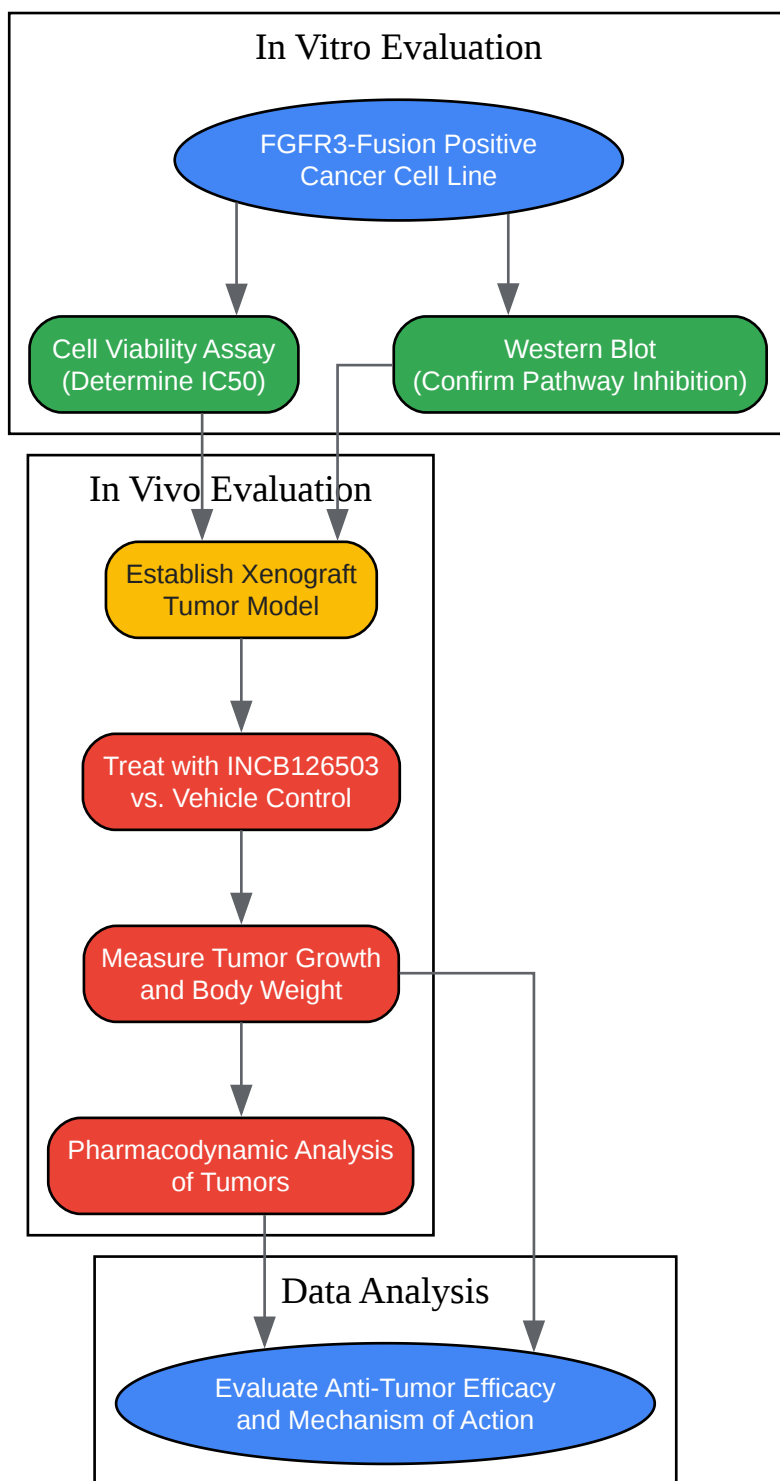 In Vitro Evaluation
FGFR3-Fusion Positive
Cancer Cell Line
Cell Viability Assay
(Determine IC50)
Western Blot
(Confirm Pathway Inhibition)
In Vivo Evaluation
Establish Xenograft
Tumor Model
Treat with INCB126503
vs. Vehicle Control
Measure Tumor Growth
and Body Weight
Pharmacodynamic Analysis
of Tumors
Data Analysis
Evaluate Anti-Tumor Efficacy
and Mechanism of Action